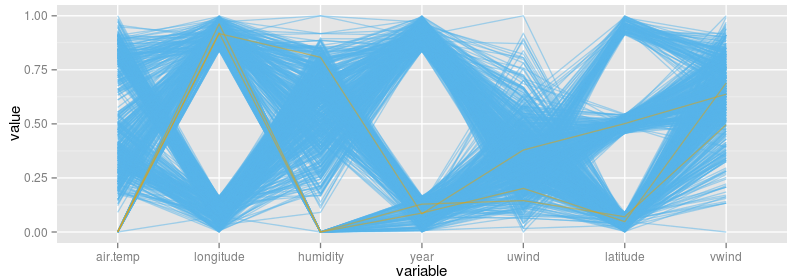 1.00
0.75
0.50
0.25
0.00
value
air.temp longitude humidity year uwind latitude vwind
variable